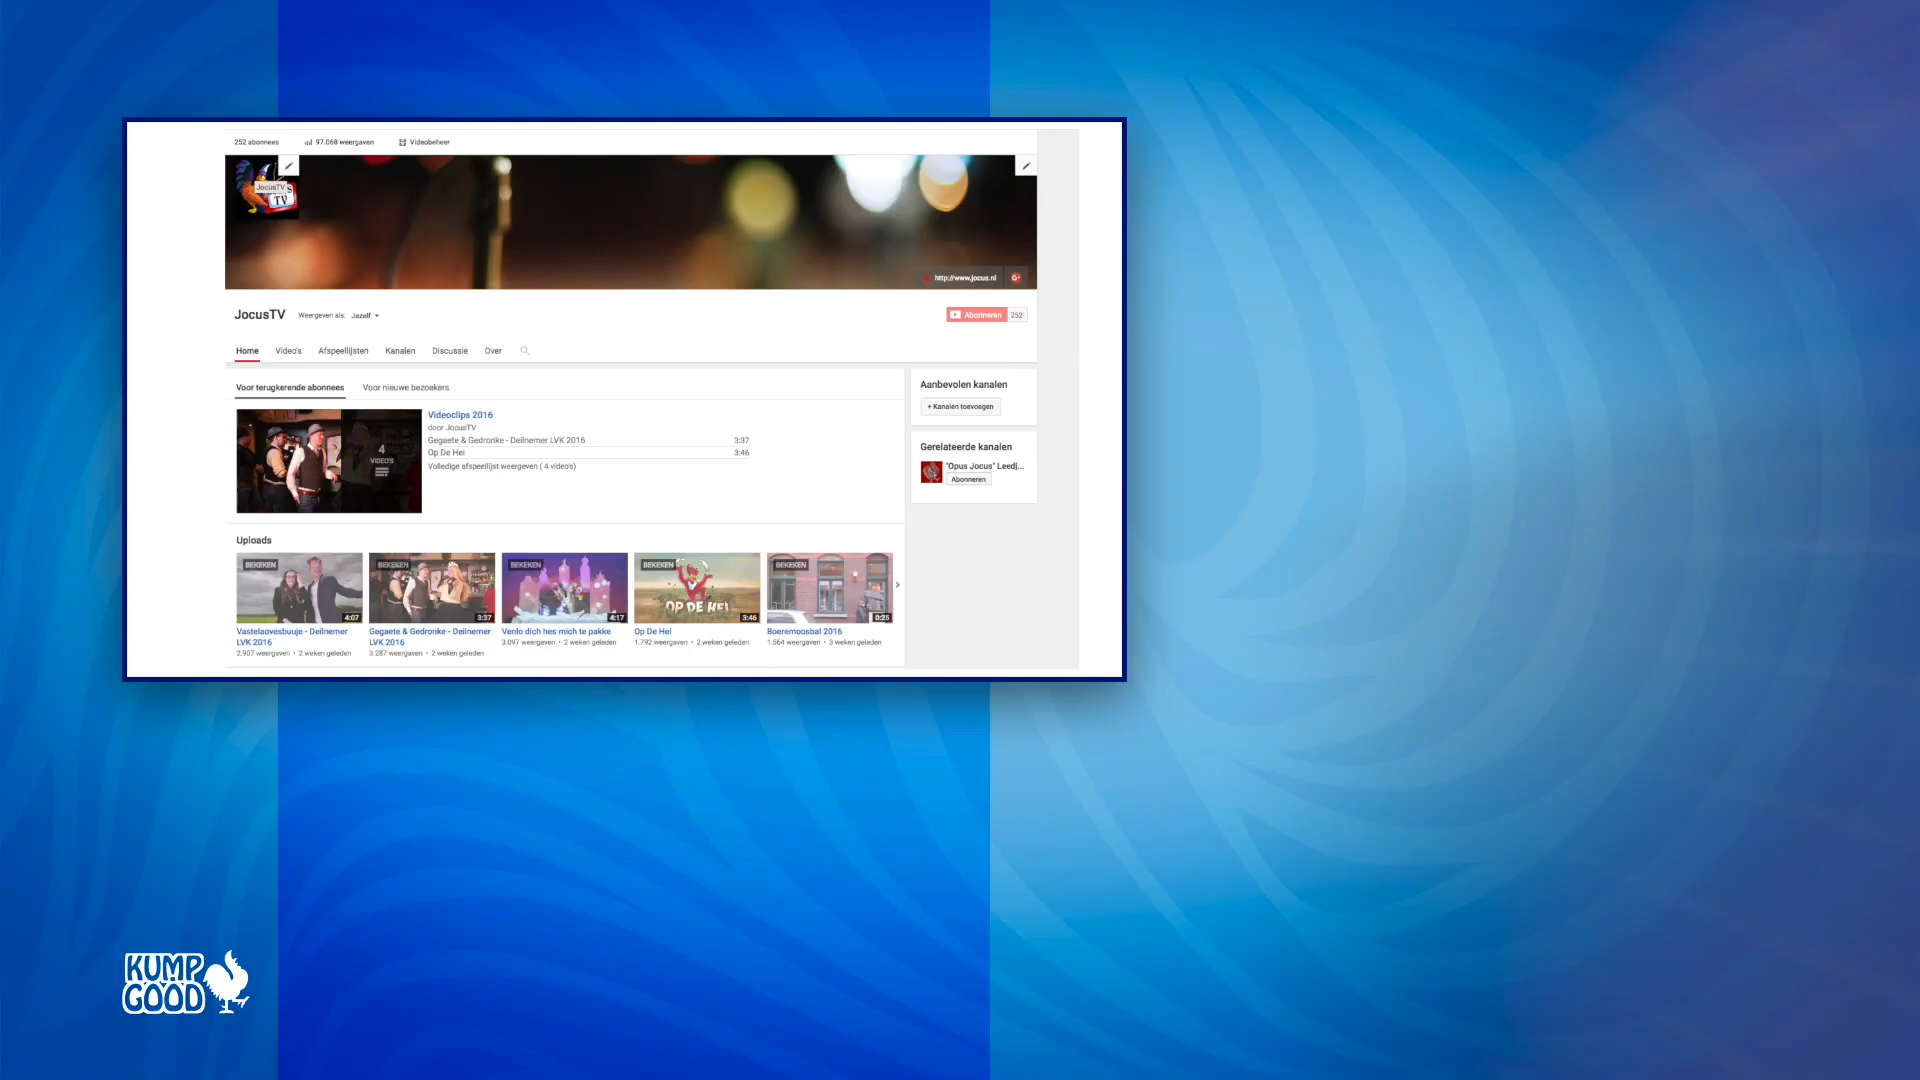 252 abonnees
97.068 weergaven
Videobeheer
JocusTV
TV
http://www.jocus.nl
G+
JocusTV
Weergeven als: Jezelf
Abonneren 252
Home Video's Afspeellijsten Kanalen Discussie Over
Voor terugkerende abonnees Voor nieuwe bezoekers
Videoclips 2016
door JocusTV
Gegaete & Gedronke - Deilnemer LVK 2016 3:37
Op De Hei 3:46
Volledige afspeellijst weergeven ( 4 video's)
4
VIDEO'S
Aanbevolen kanalen
+ Kanalen toevoegen
Gerelateerde kanalen
"Opus Jocus" Leedj...
Abonneren
Uploads
BEKEKEN
4:07
Vastelaovesbuuje - Deilnemer
LVK 2016
2.907 weergaven • 2 weken geleden
BEKEKEN
3:37
Gegaete & Gedronke - Deilnemer
LVK 2016
3.287 weergaven • 2 weken geleden
BEKEKEN
4:17
Venlo dich hes mich te pakke
3.097 weergaven • 2 weken geleden
BEKEKEN
OP DE HEI
3:46
Op De Hei
1.792 weergaven • 2 weken geleden
BEKEKEN
0:25
Boeremoosbal 2016
1.564 weergaven • 3 weken geleden
KUMP
GOOD